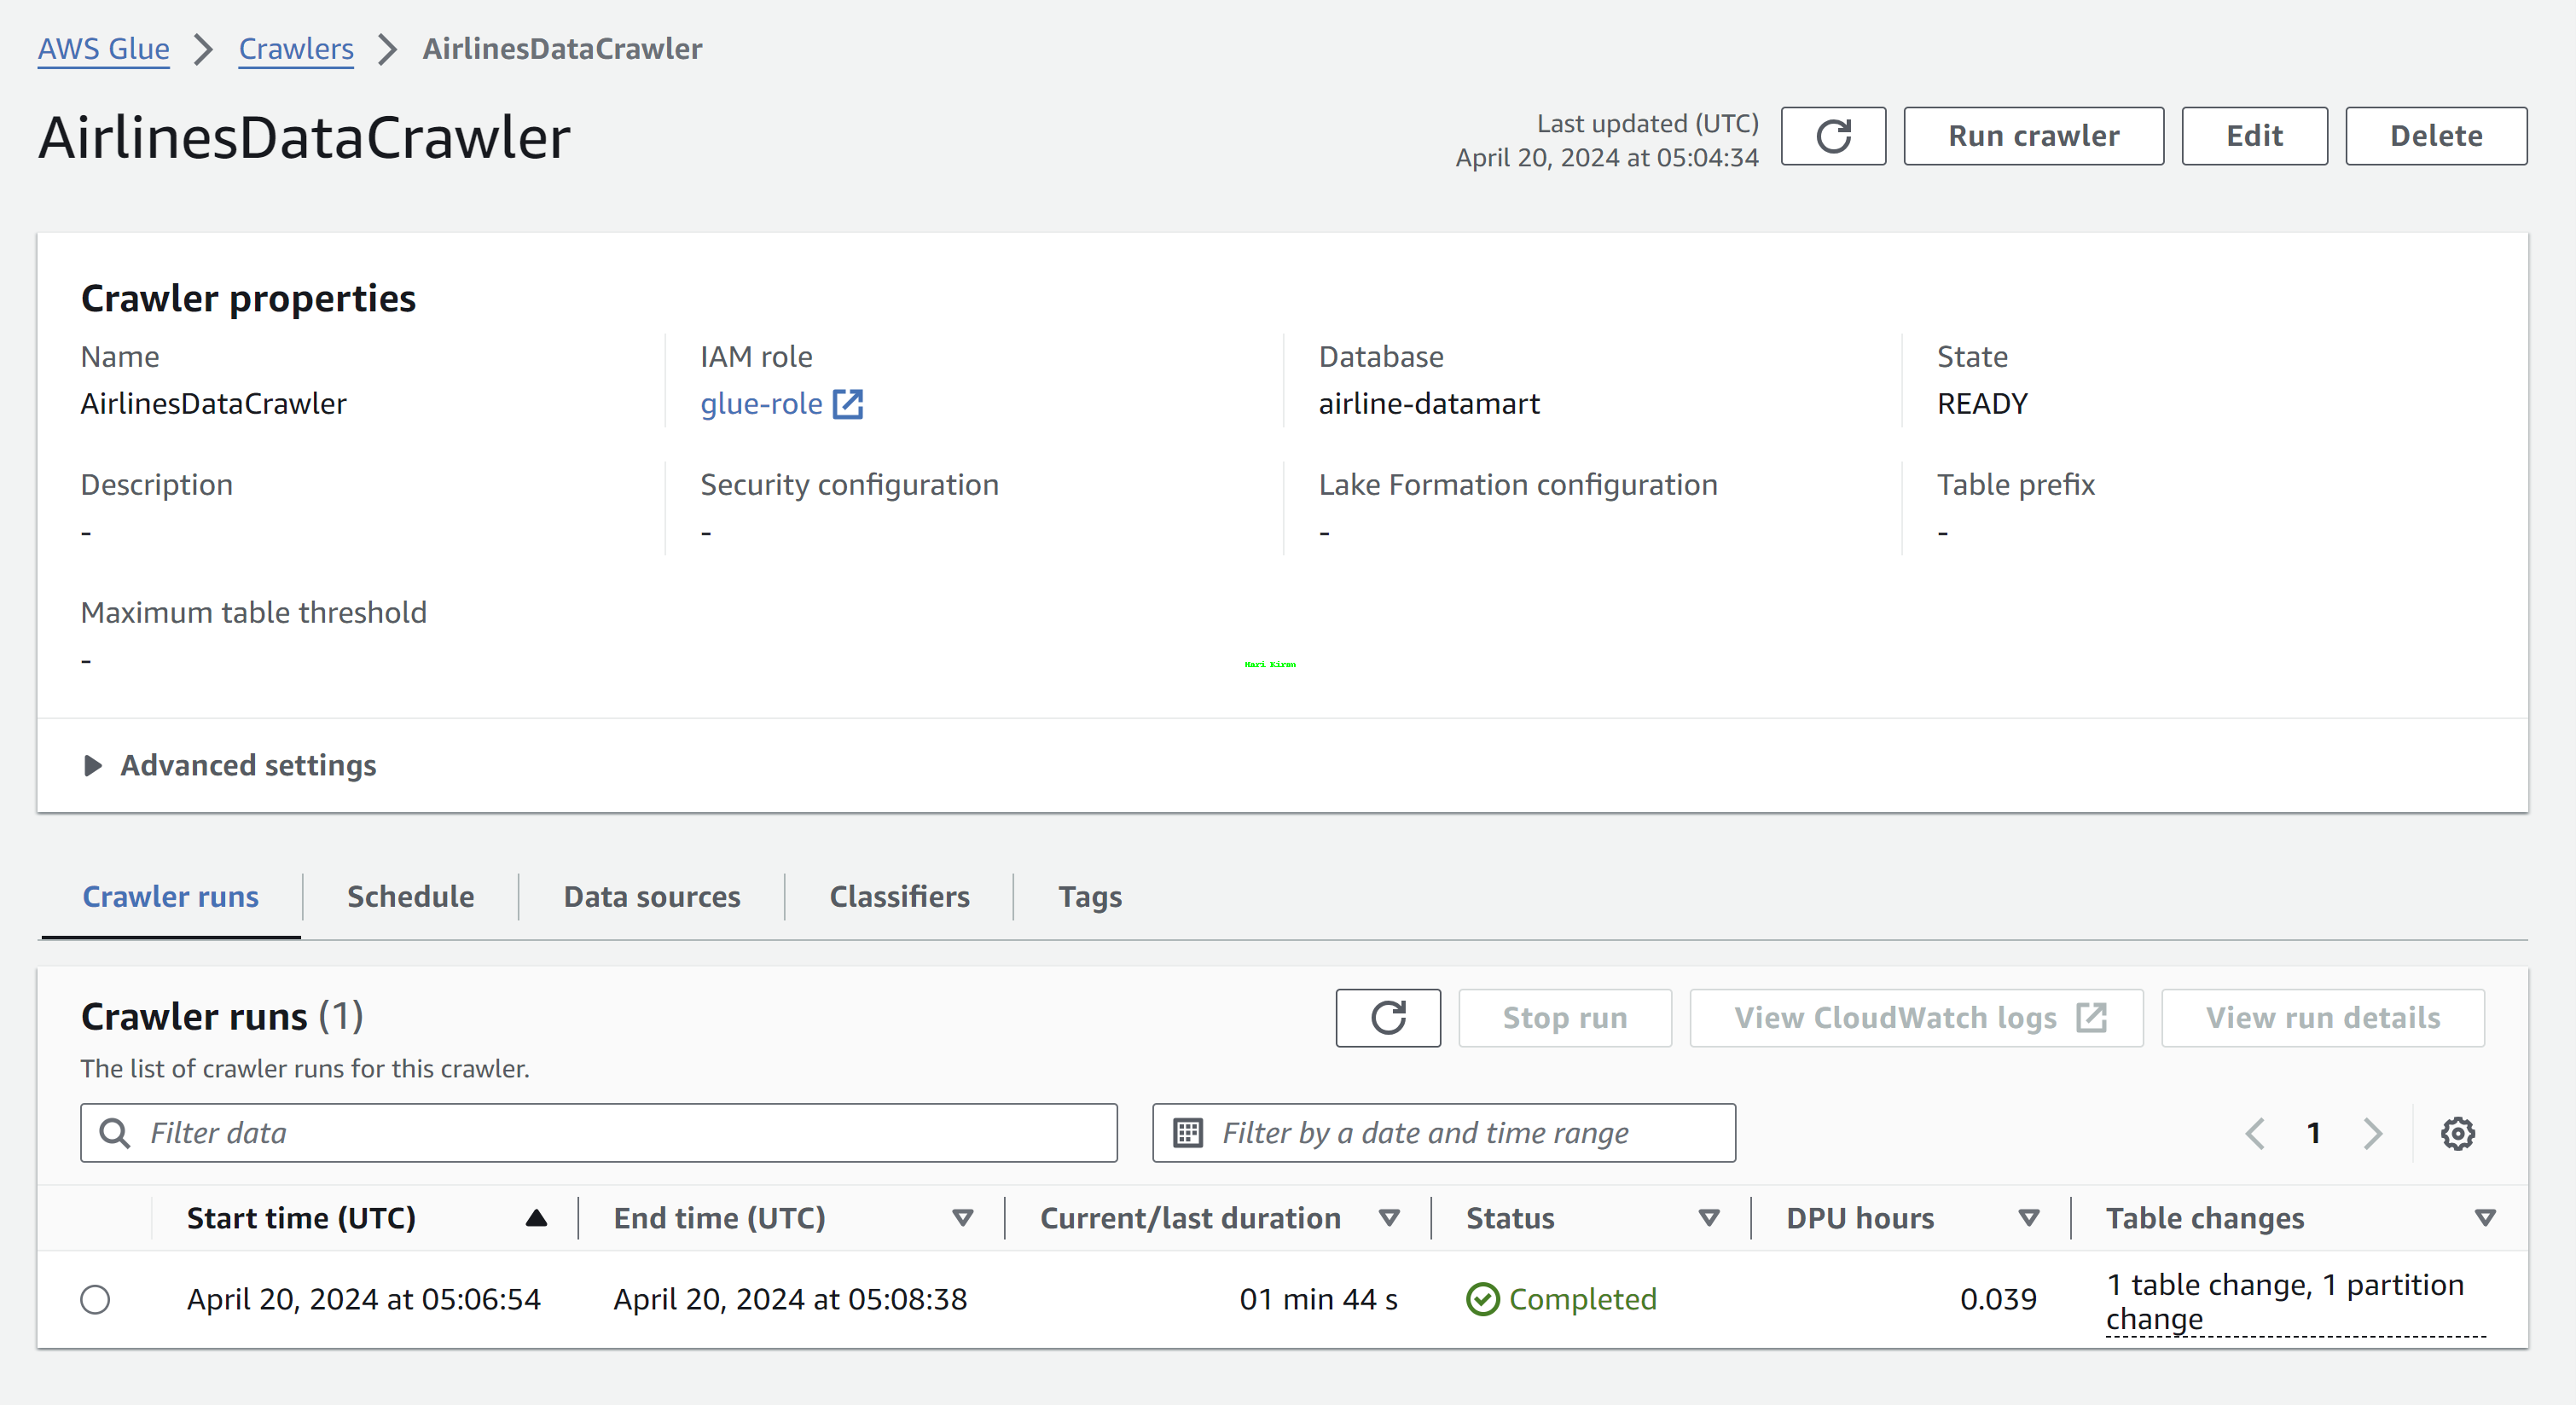 AWS Glue > Crawlers > AirlinesDataCrawler
AirlinesDataCrawler
Last updated (UTC)
April 20, 2024 at 05:04:34
Run crawler
Edit
Delete
Crawler properties
Name
AirlinesDataCrawler
IAM role
glue-role
Database
airline-datamart
State
READY
Description
-
Security configuration
-
Lake Formation configuration
-
Table prefix
-
Maximum table threshold
-
Advanced settings
Crawler runs
Schedule
Data sources
Classifiers
Tags
Crawler runs (1)
The list of crawler runs for this crawler.
Stop run
View CloudWatch logs
View run details
Filter data
Filter by a date and time range
1
Start time (UTC)
End time (UTC)
Current/last duration
Status
DPU hours
Table changes
April 20, 2024 at 05:06:54
April 20, 2024 at 05:08:38
01 min 44 s
Completed
0.039
1 table change, 1 partition
change